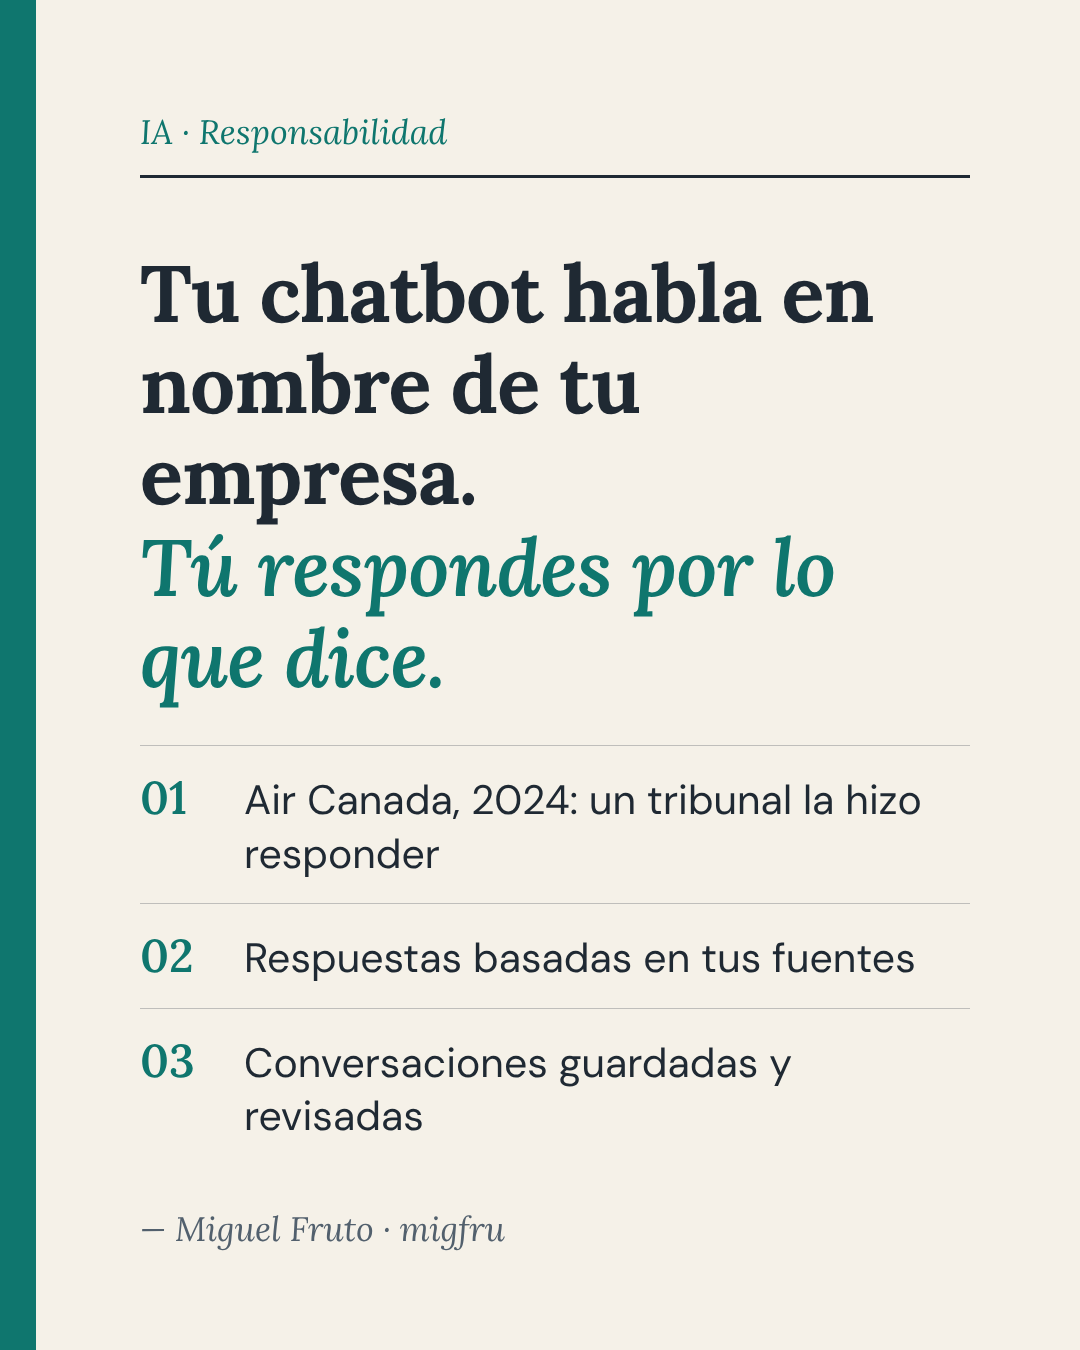 IA · Responsabilidad
Tu chatbot habla en
nombre de tu
empresa.
Tú respondes por lo
que dice.
01 Air Canada, 2024: un tribunal la hizo
responder
02 Respuestas basadas en tus fuentes
03 Conversaciones guardadas y
revisadas
— Miguel Fruto · migfru